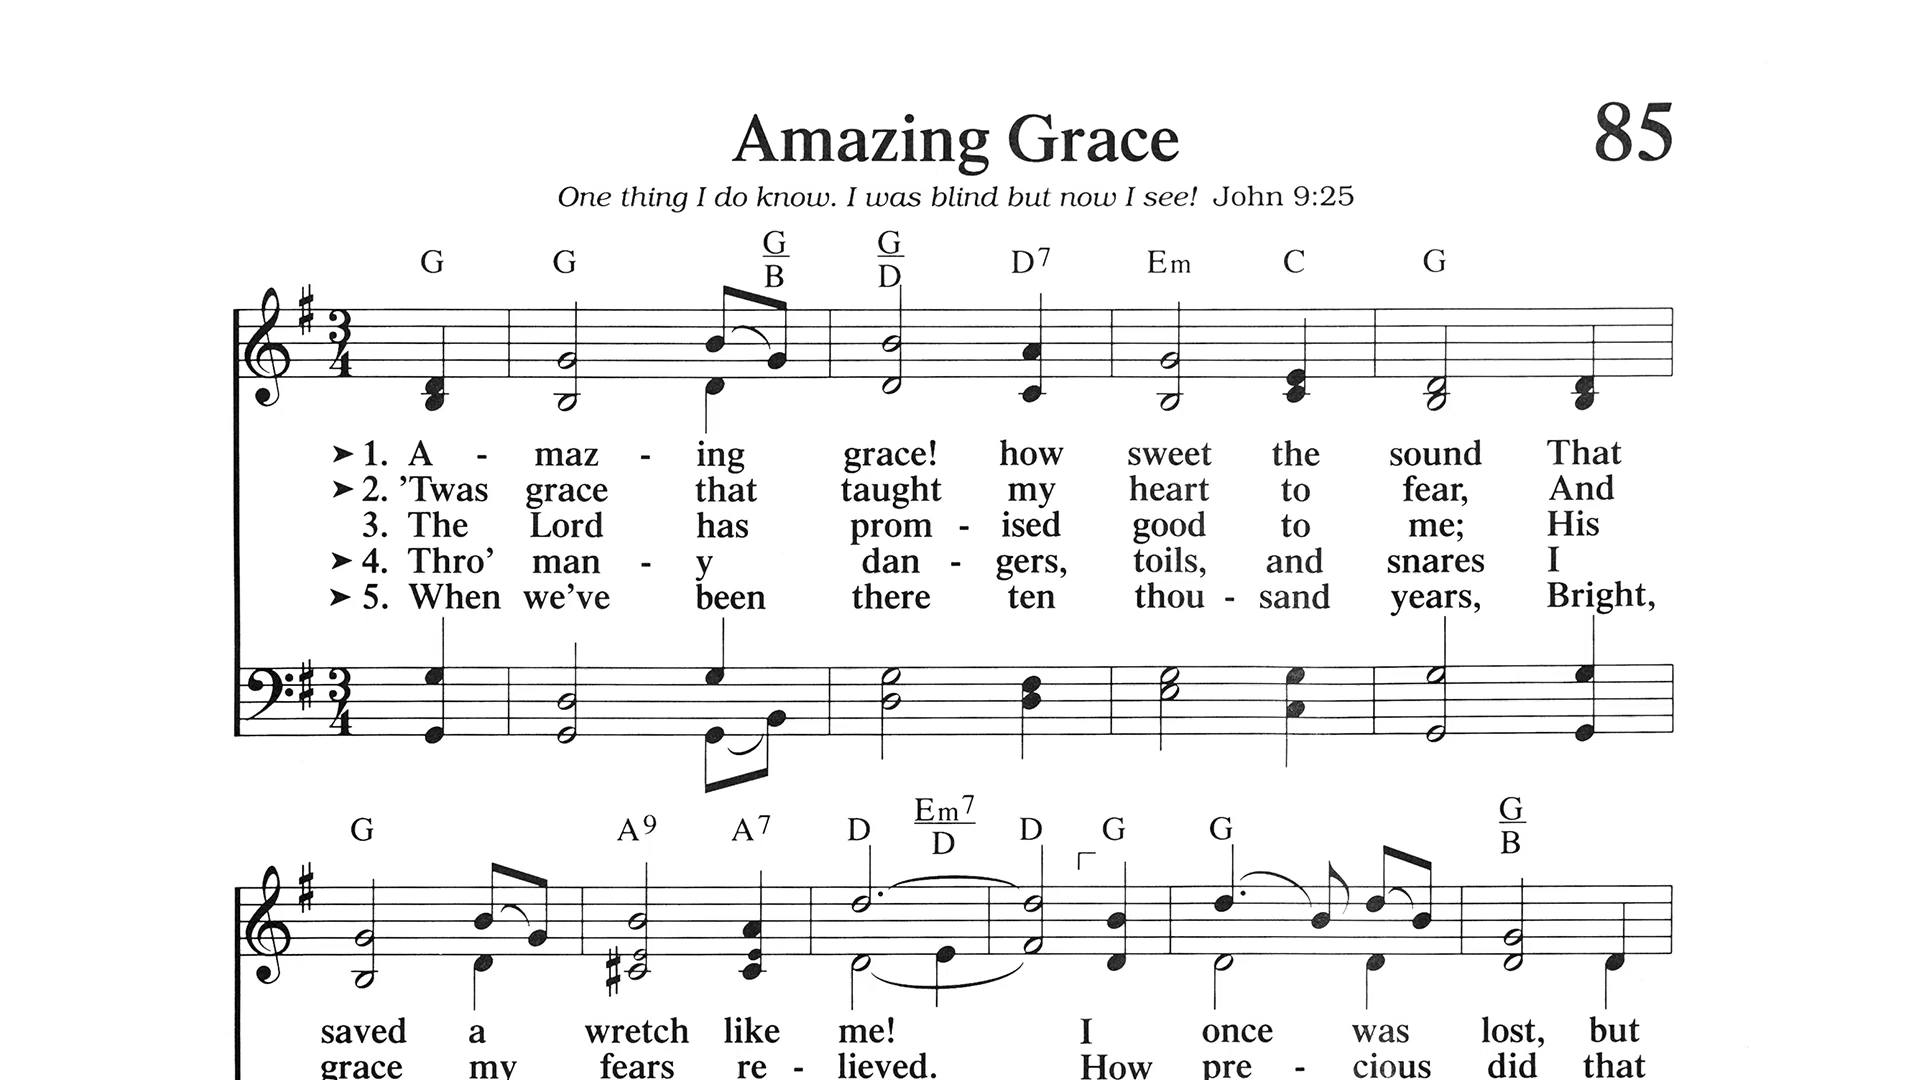 85
Amazing Grace
One thing I do know. I was blind but now I see! John 9:25
G G G/B G/D D7 Em C G
3/4
➤ 1. A - maz - ing grace! how sweet the sound That
➤ 2. ’Twas grace that taught my heart to fear, And
3. The Lord has prom - ised good to me; His
➤ 4. Thro’ man - y dan - gers, toils, and snares I
➤ 5. When we’ve been there ten thou - sand years, Bright,
3/4
G A9 A7 D Em7/D D G G G/B
saved a wretch like me! I once was lost, but
grace my fears re - lieved. How pre - cious did that